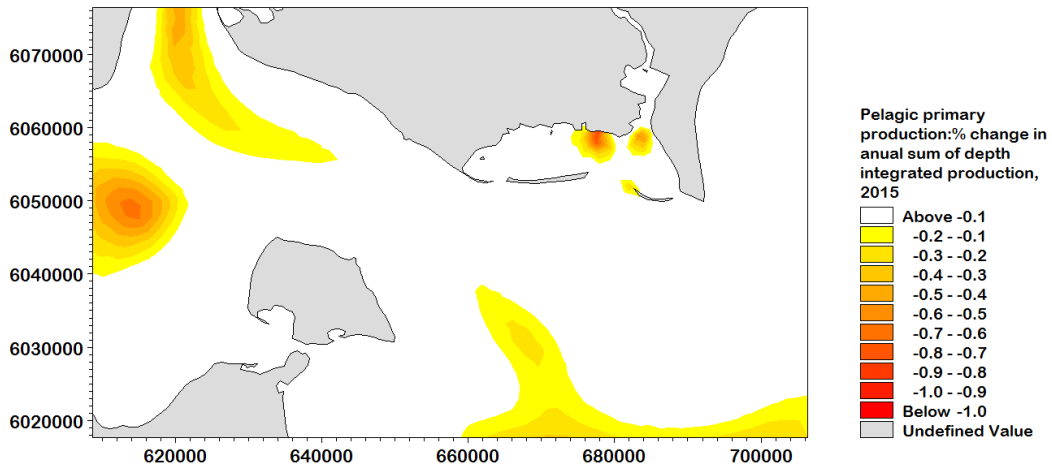 6070000
6060000
6050000
6040000
6030000
6020000
620000 640000 660000 680000 700000
Pelagic primary
production:% change in
anual sum of depth
integrated production,
2015
Above -0.1
-0.2 - -0.1
-0.3 - -0.2
-0.4 - -0.3
-0.5 - -0.4
-0.6 - -0.5
-0.7 - -0.6
-0.8 - -0.7
-0.9 - -0.8
-1.0 - -0.9
Below -1.0
Undefined Value